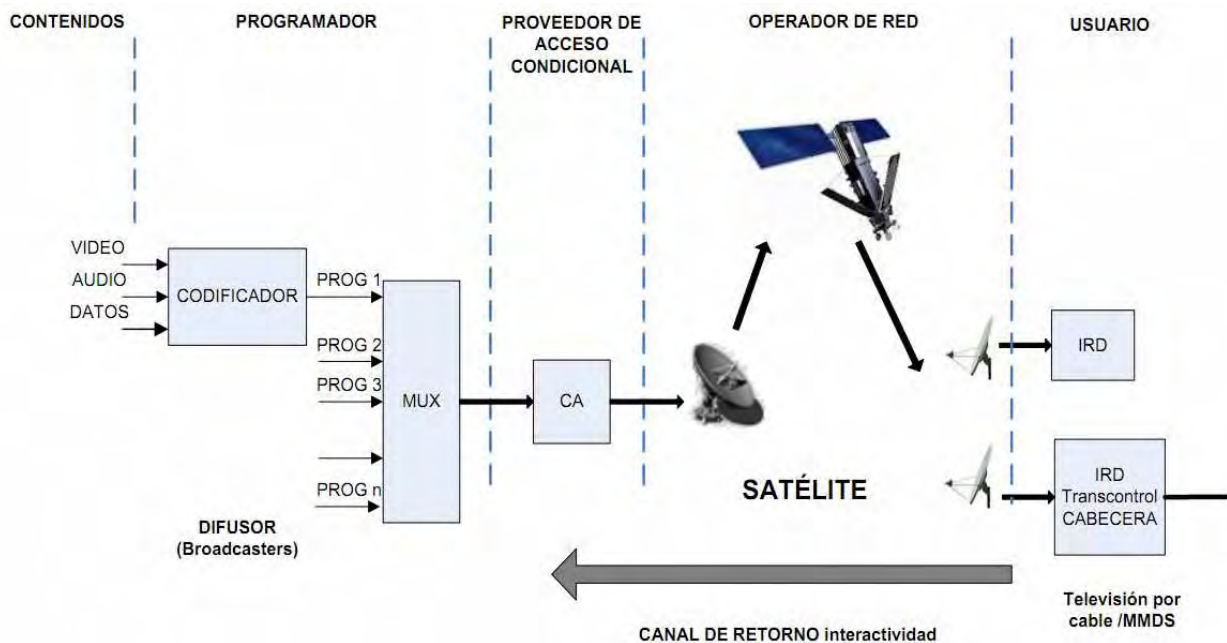 CONTENIDOS
PROGRAMADOR
PROVEEDOR DE
ACCESO
CONDICIONAL
OPERADOR DE RED
USUARIO
VIDEO
AUDIO
DATOS
CODIFICADOR
PROG 1
PROG 2
PROG 3
PROG n
MUX
CA
IRD
SATÉLITE
IRD
Transcontrol
CABECERA
DIFUSOR
(Broadcasters)
Televisión por
cable /MMDS
CANAL DE RETORNO interactividad